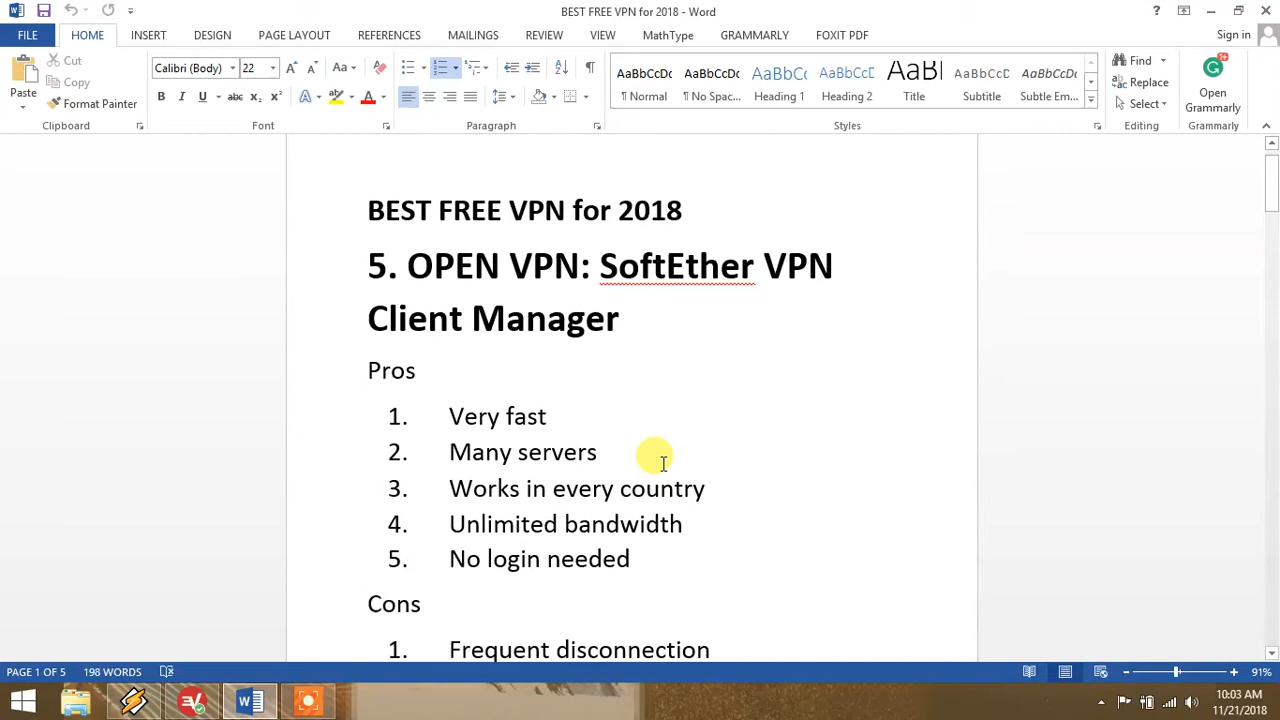 BEST FREE VPN for 2018 - Word
?
FILE HOME INSERT DESIGN PAGE LAYOUT REFERENCES MAILINGS REVIEW VIEW MathType GRAMMARLY FOXIT PDF Sign in
Paste
Cut
Copy
Format Painter
Clipboard
Calibri (Body) 22 Aa
B I U abc x₂ x² A A
Font
Paragraph
AaBbCcDc AaBbCcDc AaBbCc AaBbCcD AaBl AaBbCcD AaBbCcDc
¶ Normal ¶ No Spac... Heading 1 Heading 2 Title Subtitle Subtle Em...
Styles
Find
Replace
Select
Editing
Open
Grammarly
Grammarly
BEST FREE VPN for 2018
5. OPEN VPN: SoftEther VPN
Client Manager
Pros
1. Very fast
2. Many servers
3. Works in every country
4. Unlimited bandwidth
5. No login needed
Cons
1. Frequent disconnection
PAGE 1 OF 5 198 WORDS 91%
10:03 AM
11/21/2018